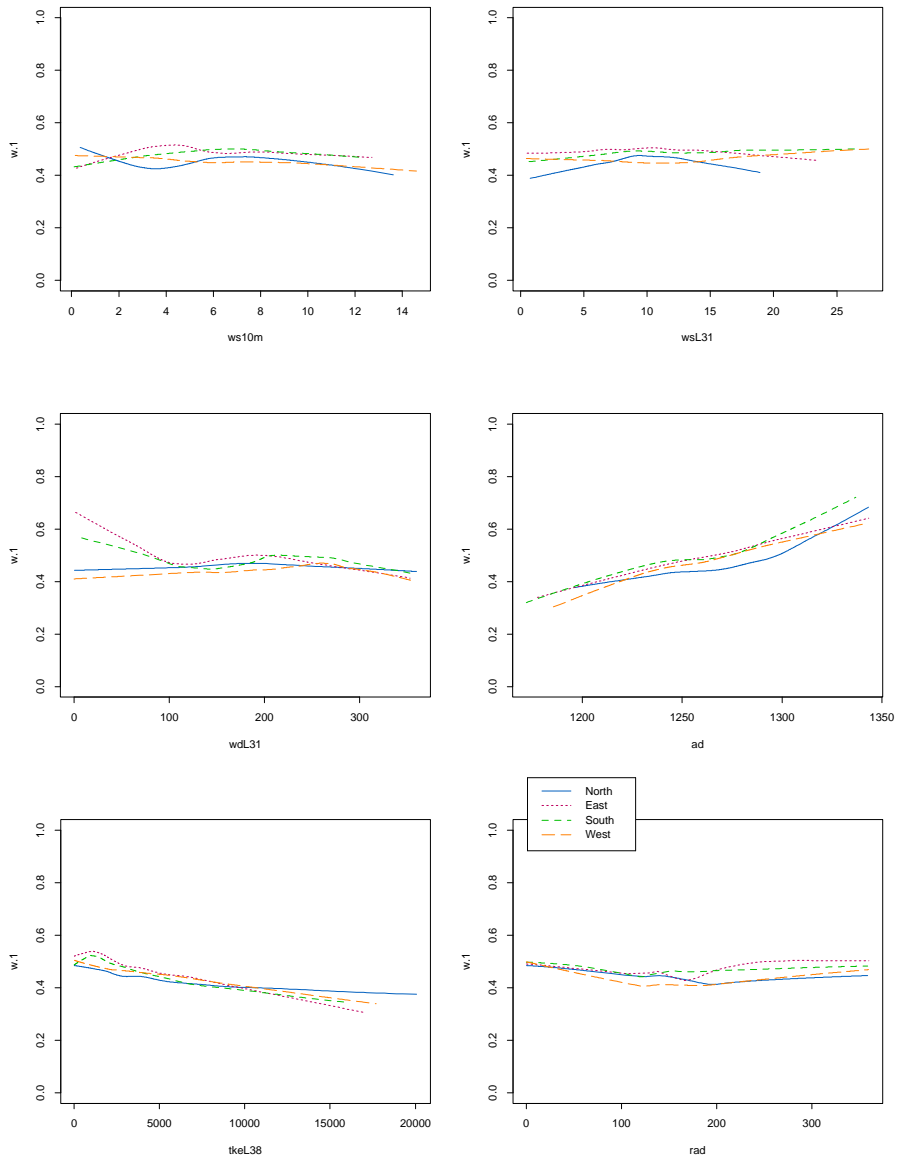 w.1
0.0 0.2 0.4 0.6 0.8 1.0
0 2 4 6 8 10 12 14
ws10m
w.1
0.0 0.2 0.4 0.6 0.8 1.0
0 5 10 15 20 25
wsL31
w.1
0.0 0.2 0.4 0.6 0.8 1.0
0 100 200 300
wdL31
w.1
0.0 0.2 0.4 0.6 0.8 1.0
1200 1250 1300 1350
ad
w.1
0.0 0.2 0.4 0.6 0.8 1.0
0 5000 10000 15000 20000
tkeL38
North
East
South
West
w.1
0.0 0.2 0.4 0.6 0.8 1.0
0 100 200 300
rad